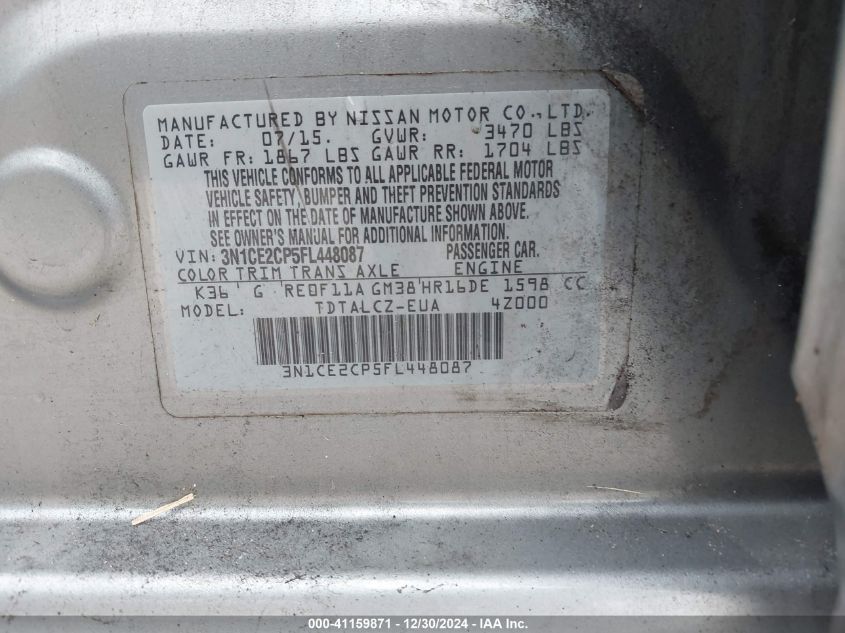 MANUFACTURED BY NISSAN MOTOR CO., LTD.
DATE: 07/15. GVWR: 3470 LBS
GAWR FR: 1867 LBS GAWR RR: 1704 LBS
THIS VEHICLE CONFORMS TO ALL APPLICABLE FEDERAL MOTOR
VEHICLE SAFETY, BUMPER AND THEFT PREVENTION STANDARDS
IN EFFECT ON THE DATE OF MANUFACTURE SHOWN ABOVE.
SEE OWNER'S MANUAL FOR ADDITIONAL INFORMATION.
VIN: 3N1CE2CP5FL448087 PASSENGER CAR.
COLOR TRIM TRANS AXLE ENGINE
K36 G RE0F11A GM38 HR16DE 1598 CC
MODEL: TDTALCZ-EUA 4Z000
3N1CE2CP5FL448087
000-41159871 - 12/30/2024 - IAA Inc.